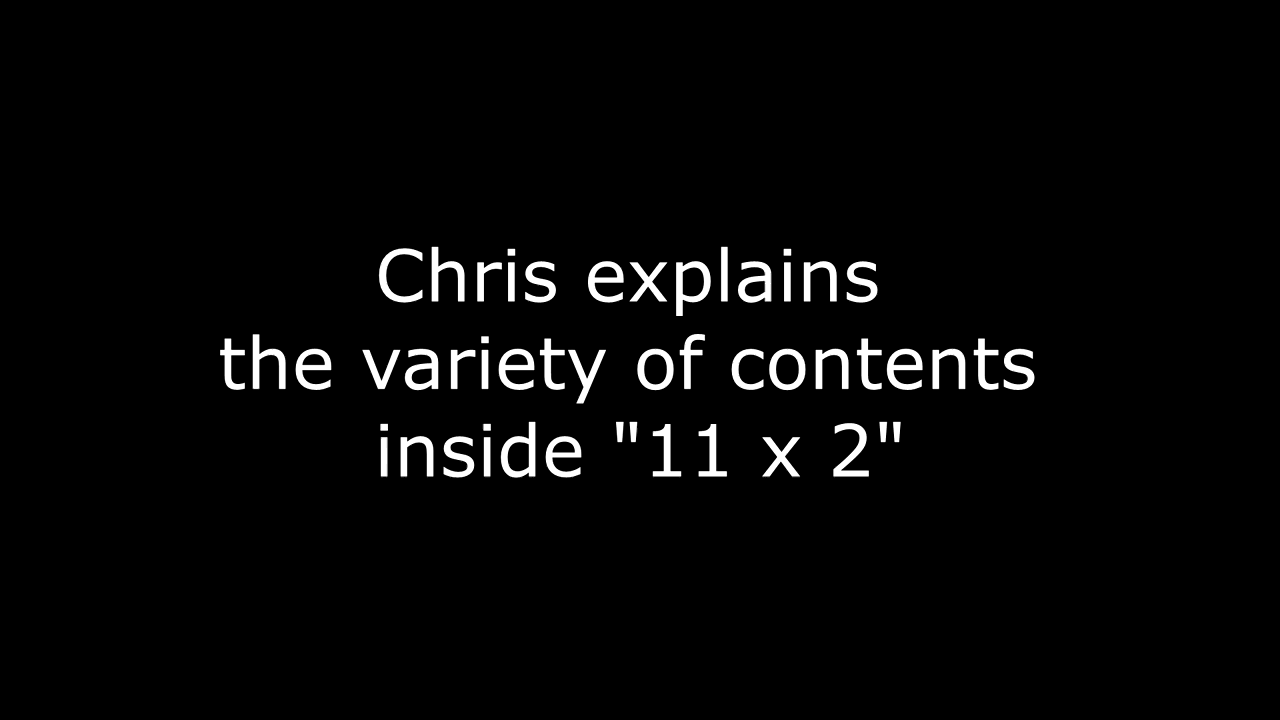 Chris explains
the variety of contents
inside "11 x 2"